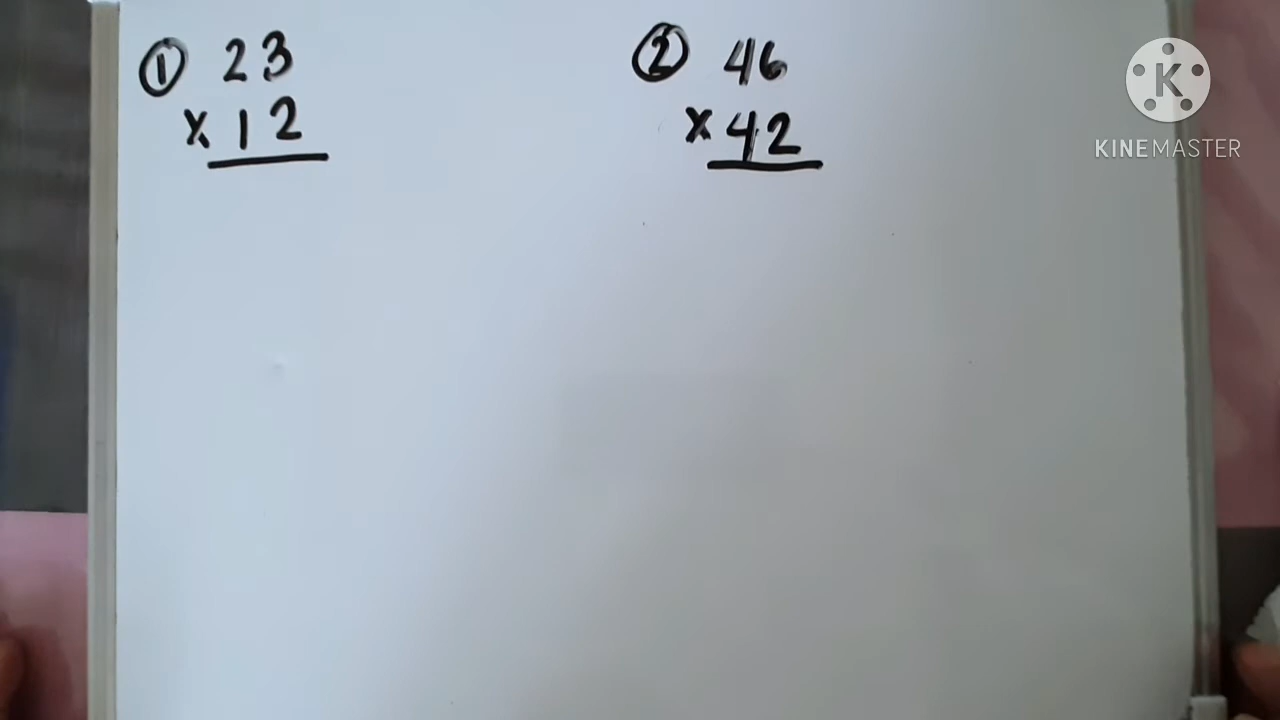 ① 23
x 12
② 46
x 42
K
KINEMASTER